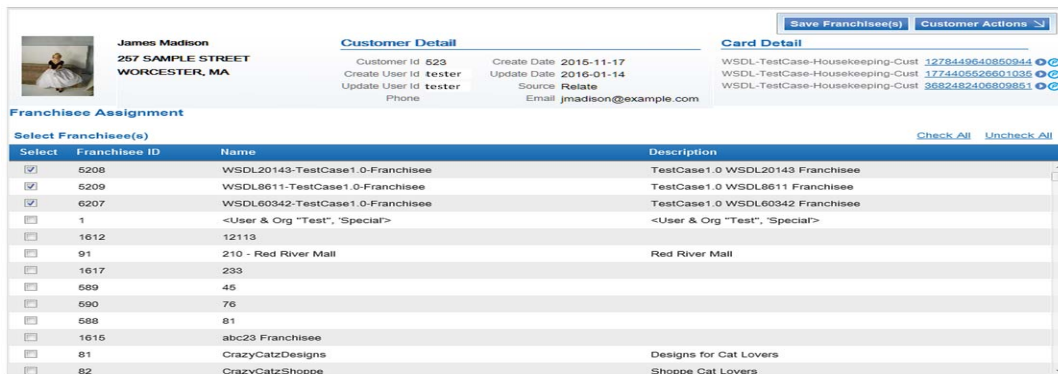 Save Franchisee(s) Customer Actions
James Madison Customer Detail Card Detail
257 SAMPLE STREET Customer Id 523 Create Date 2015-11-17 WSDL-TestCase-Housekeeping-Cust 1278449640850944
WORCESTER, MA Create User Id tester Update Date 2016-01-14 WSDL-TestCase-Housekeeping-Cust 1774405526601035
Update User Id tester Source Relate WSDL-TestCase-Housekeeping-Cust 3682482406809851
Phone Email jmadison@example.com
Franchisee Assignment
Select Franchisee(s) Check All Uncheck All
Select Franchisee ID Name Description
5208 WSDL20143-TestCase1.0-Franchisee TestCase1.0 WSDL20143 Franchisee
5209 WSDL8611-TestCase1.0-Franchisee TestCase1.0 WSDL8611 Franchisee
6207 WSDL60342-TestCase1.0-Franchisee TestCase1.0 WSDL60342 Franchisee
1 <User & Org "Test", 'Special'> <User & Org "Test", 'Special'>
1612 12113
91 210 - Red River Mall Red River Mall
1617 233
589 45
590 76
588 81
1615 abc23 Franchisee
81 CrazyCatzDesigns Designs for Cat Lovers
82 CrazyCatzShoppe Shoppe Cat Lovers